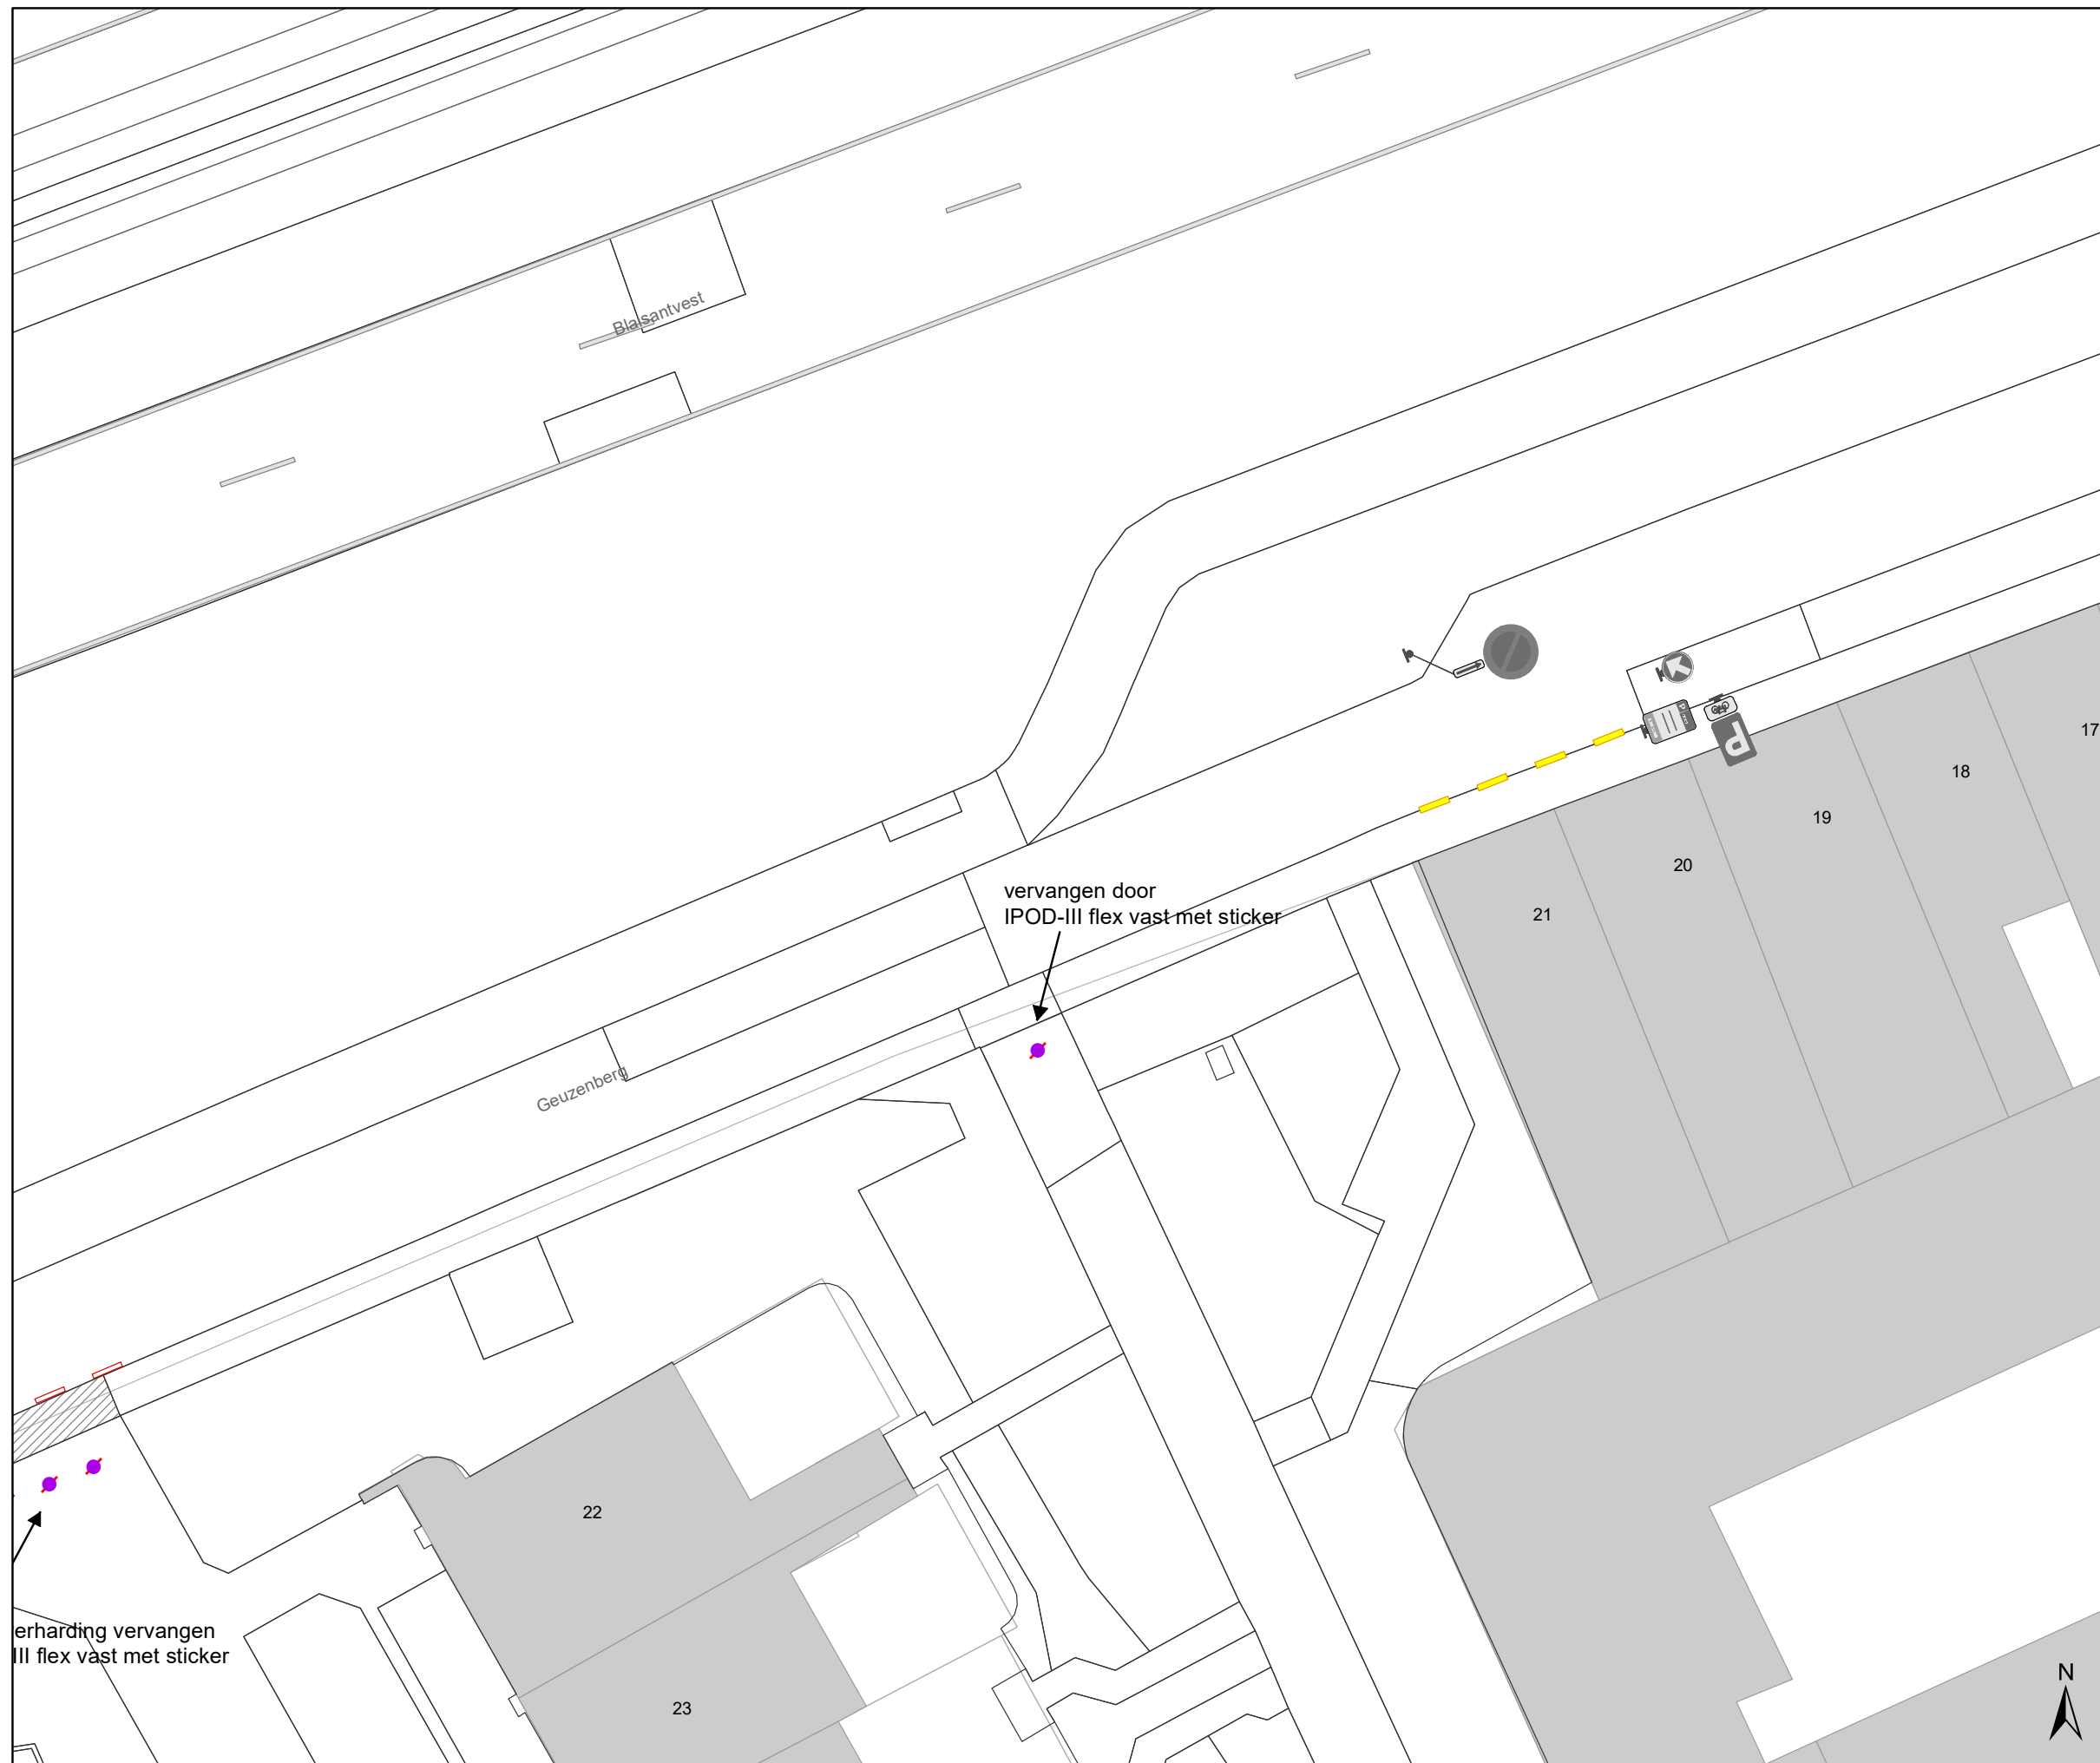 Blaisantvest
17
18
19
20
21
vervangen door
IPOD-III flex vast met sticker
Geuzenberg
P
22
erharding vervangen
III flex vast met sticker
23
N